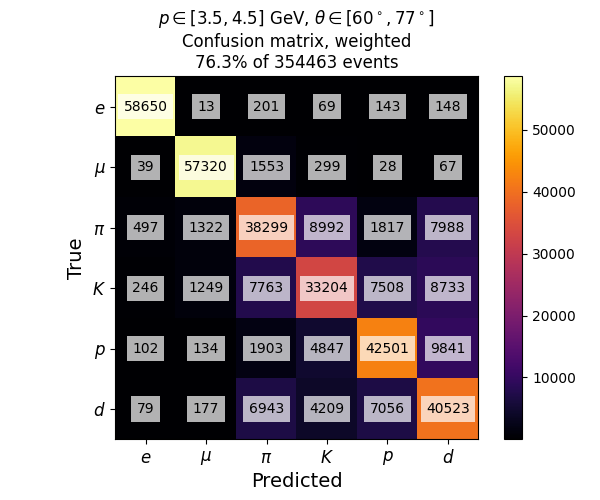 p ∈ [3.5, 4.5] GeV, θ ∈ [60°, 77°]
Confusion matrix, weighted
76.3% of 354463 events
e 58650 13 201 69 143 148
μ 39 57320 1553 299 28 67
π 497 1322 38299 8992 1817 7988
K 246 1249 7763 33204 7508 8733
p 102 134 1903 4847 42501 9841
d 79 177 6943 4209 7056 40523
e μ π K p d
Predicted
True
50000
40000
30000
20000
10000